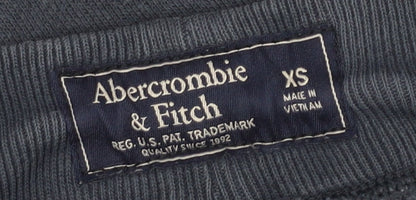 Abercrombie
& Fitch
REG. U.S. PAT. TRADEMARK
QUALITY SINCE 1892
XS
MADE IN
VIETNAM